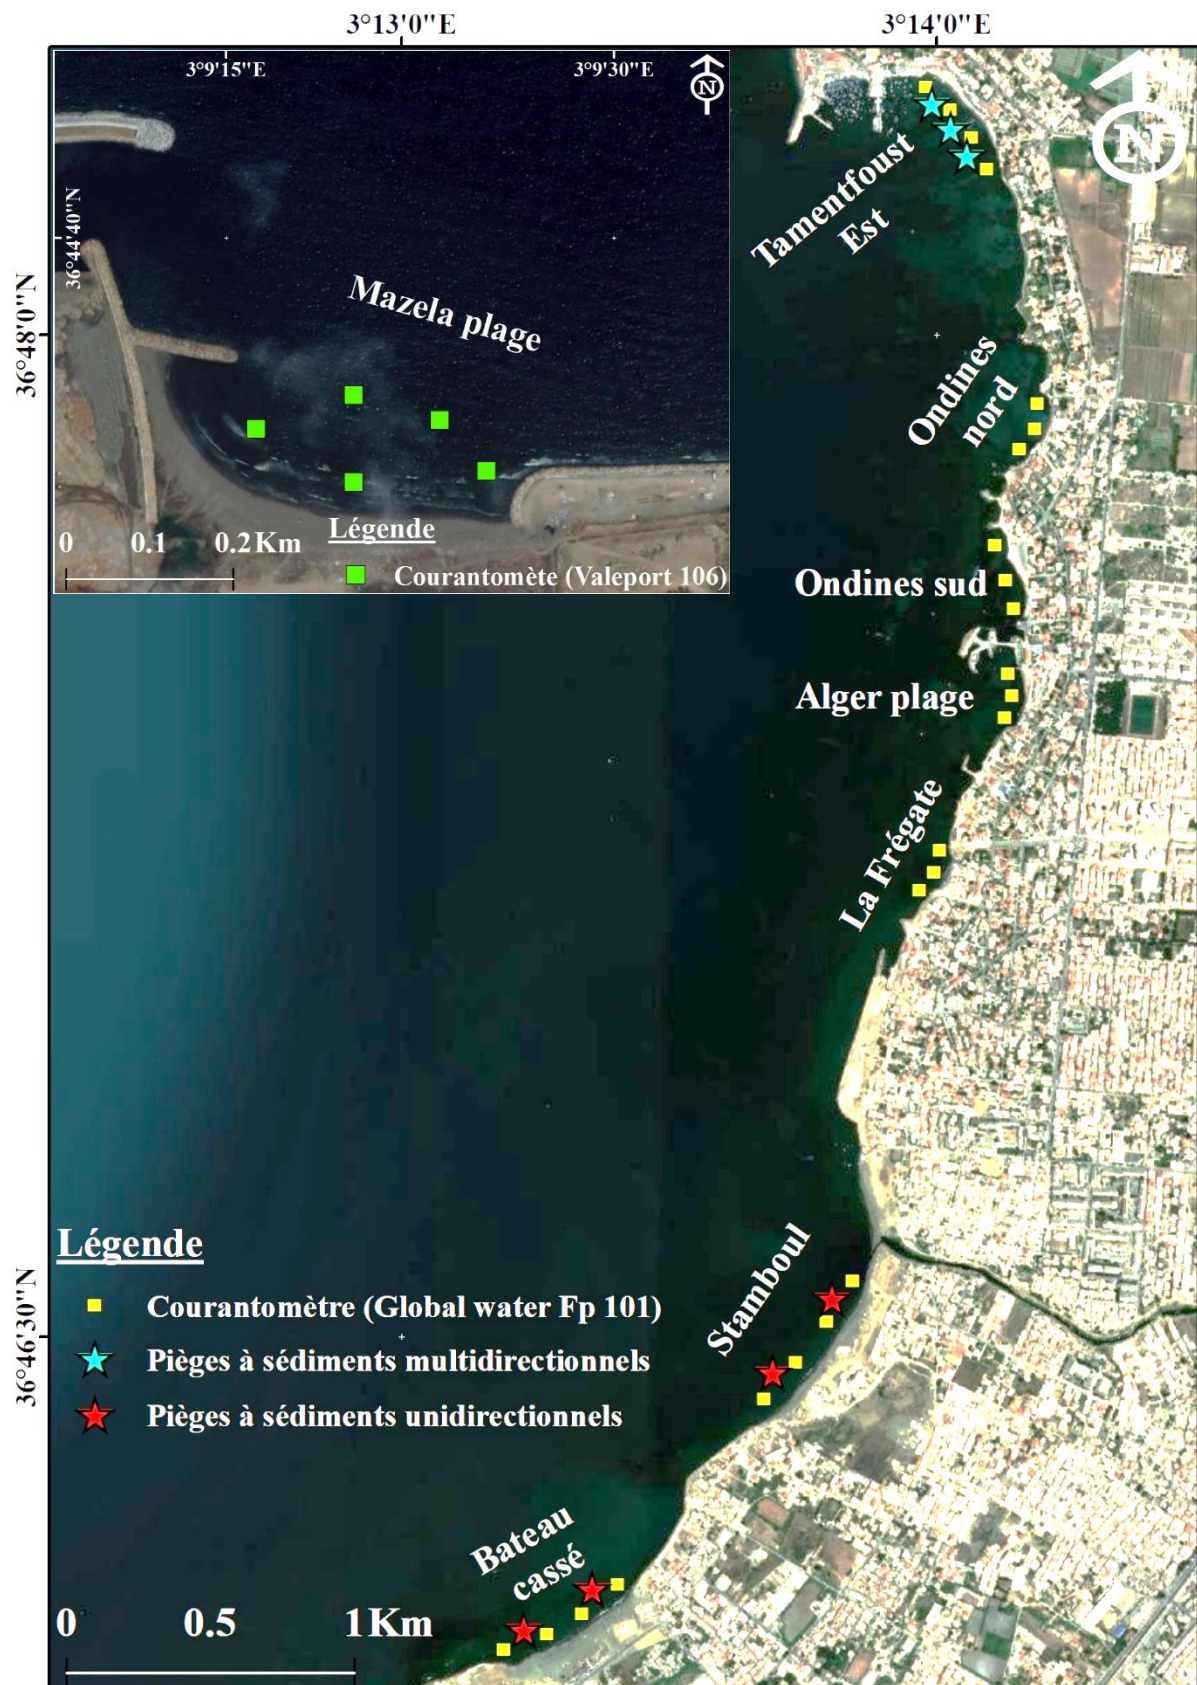 3°13'0"E
3°14'0"E
3°9'15"E
3°9'30"E
N
N
36°44'40"N
36°48'0"N
Mazela plage
0 0.1 0.2 Km
Légende
Courantomète (Valeport 106)
Tamentfoust
Est
Ondines
nord
Ondines sud
Alger plage
La Frégate
Stamboul
Légende
Courantomètre (Global water Fp 101)
36°46'30"N
Pièges à sédiments multidirectionnels
Pièges à sédiments unidirectionnels
Bateau
cassé
0 0.5 1 Km